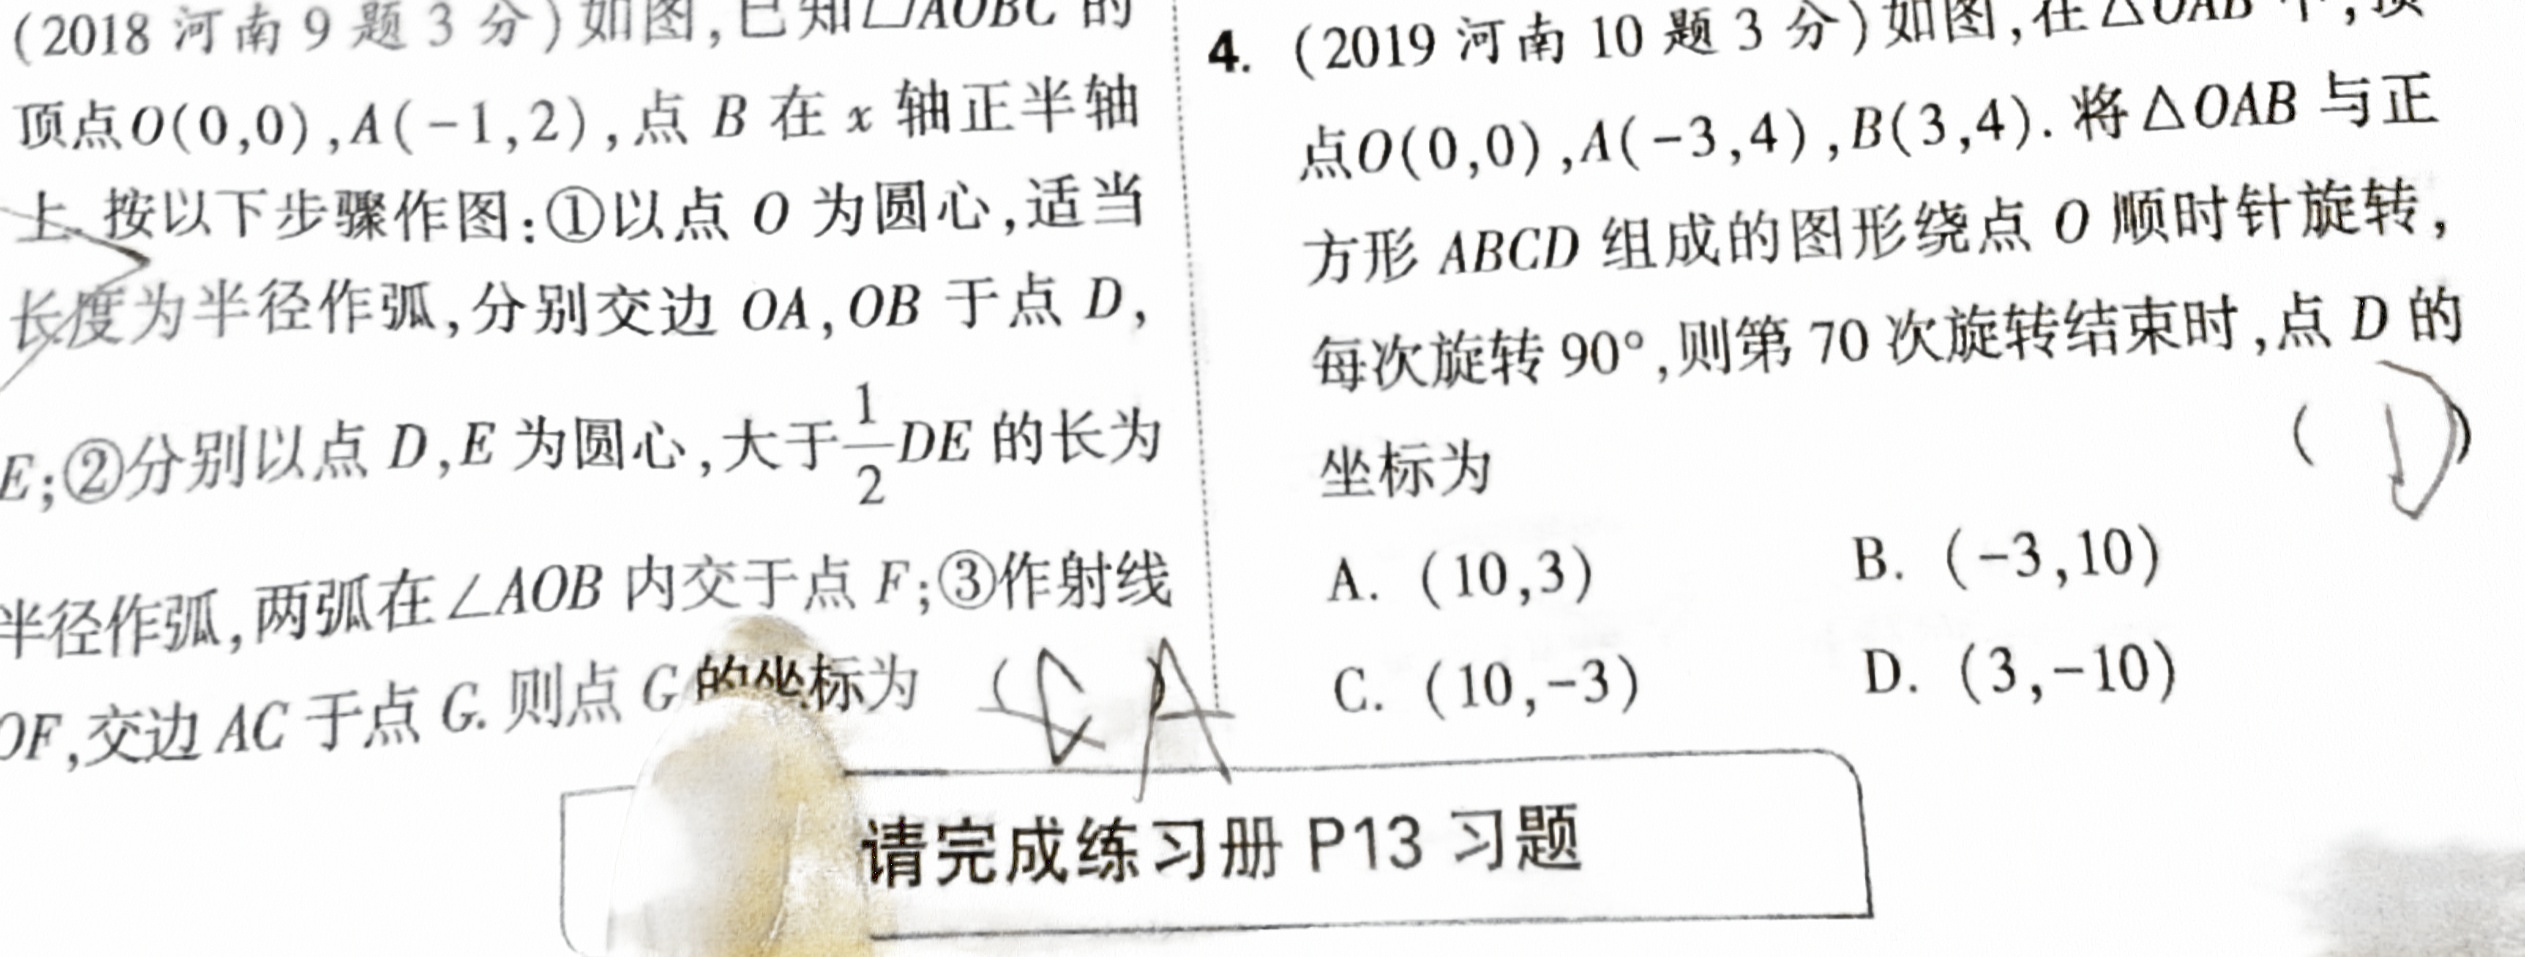 (2018 河南 9 题 3 分)如图,已知▱AOBC 的
顶点O(0,0),A(-1,2),点 B 在 x 轴正半轴
上.按以下步骤作图:①以点 O 为圆心,适当
长度为半径作弧,分别交边 OA,OB 于点 D,
E;②分别以点 D,E 为圆心,大于\frac{1}{2}DE 的长为
半径作弧,两弧在∠AOB 内交于点 F;③作射线
OF,交边 AC 于点 G.则点 G 的坐标为 ( A
4. (2019 河南 10 题 3 分)如图,在△OAB 中,顶
点O(0,0),A(-3,4),B(3,4).将△OAB 与正
方形 ABCD 组成的图形绕点 O 顺时针旋转,
每次旋转 90°,则第 70 次旋转结束时,点 D 的
坐标为 ( D )
A. (10,3) B. (-3,10)
C. (10,-3) D. (3,-10)
请完成练习册 P13 习题